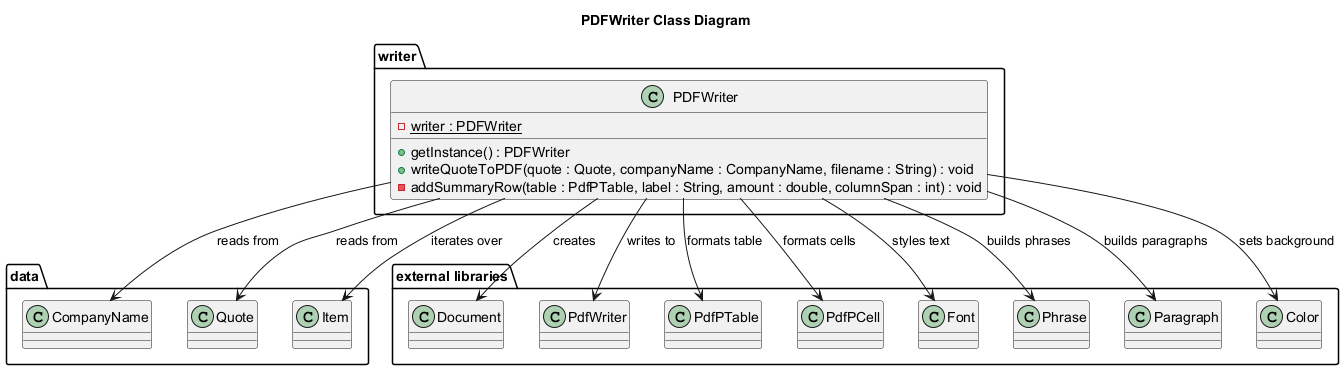 PDFWriter Class Diagram
writer
C PDFWriter
writer : PDFWriter
getInstance() : PDFWriter
writeQuoteToPDF(quote : Quote, companyName : CompanyName, filename : String) : void
addSummaryRow(table : PdfPTable, label : String, amount : double, columnSpan : int) : void
reads from
reads from
iterates over
creates
writes to
formats table
formats cells
styles text
builds phrases
builds paragraphs
sets background
data
external libraries
C CompanyName
C Quote
C Item
C Document
C PdfWriter
C PdfPTable
C PdfPCell
C Font
C Phrase
C Paragraph
C Color